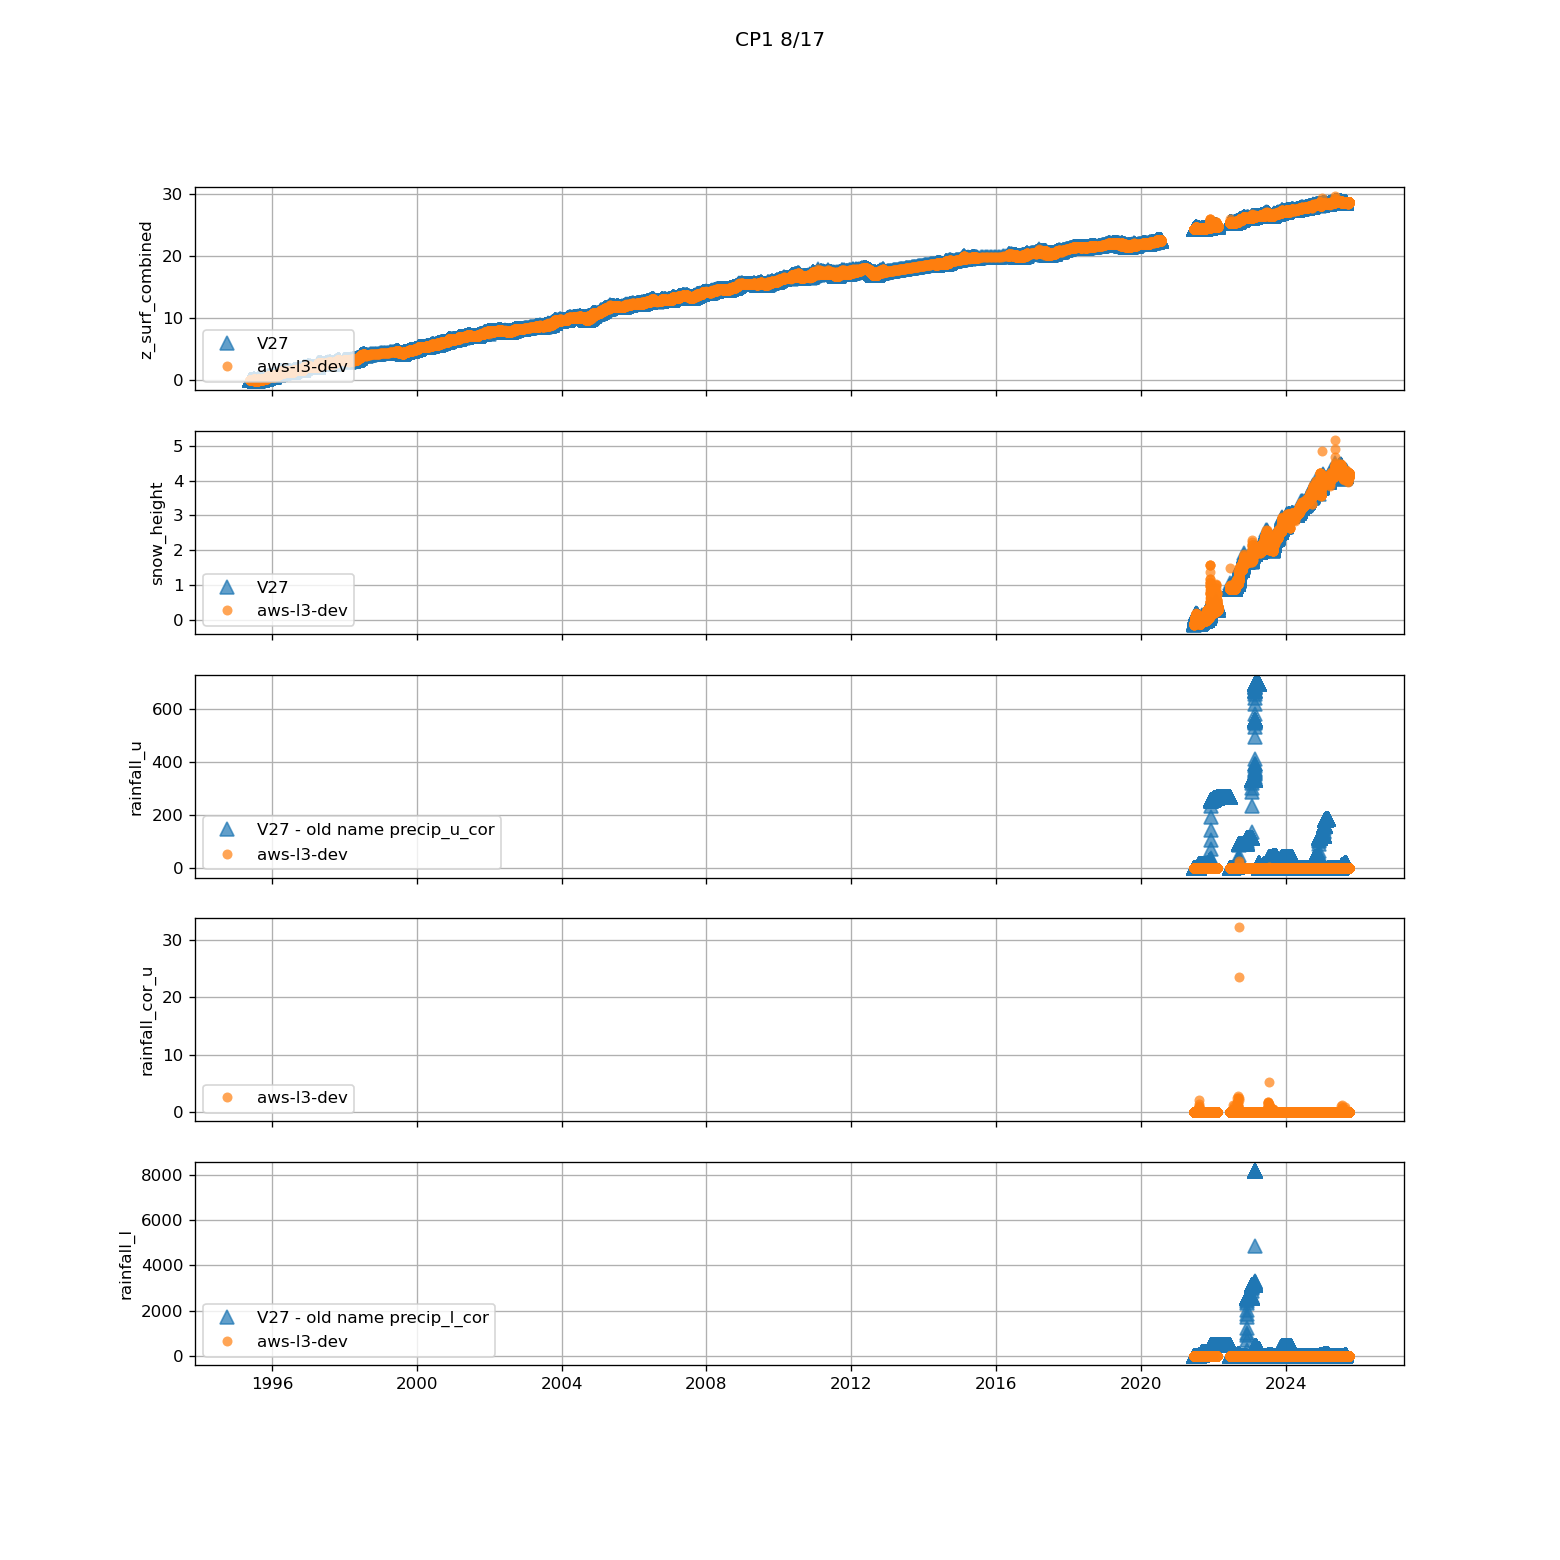 CP1 8/17
z_surf_combined
30
20
10
0
V27
aws-l3-dev
snow_height
5
4
3
2
1
0
V27
aws-l3-dev
rainfall_u
600
400
200
0
V27 - old name precip_u_cor
aws-l3-dev
rainfall_cor_u
30
20
10
0
aws-l3-dev
rainfall_l
8000
6000
4000
2000
0
V27 - old name precip_l_cor
aws-l3-dev
1996 2000 2004 2008 2012 2016 2020 2024